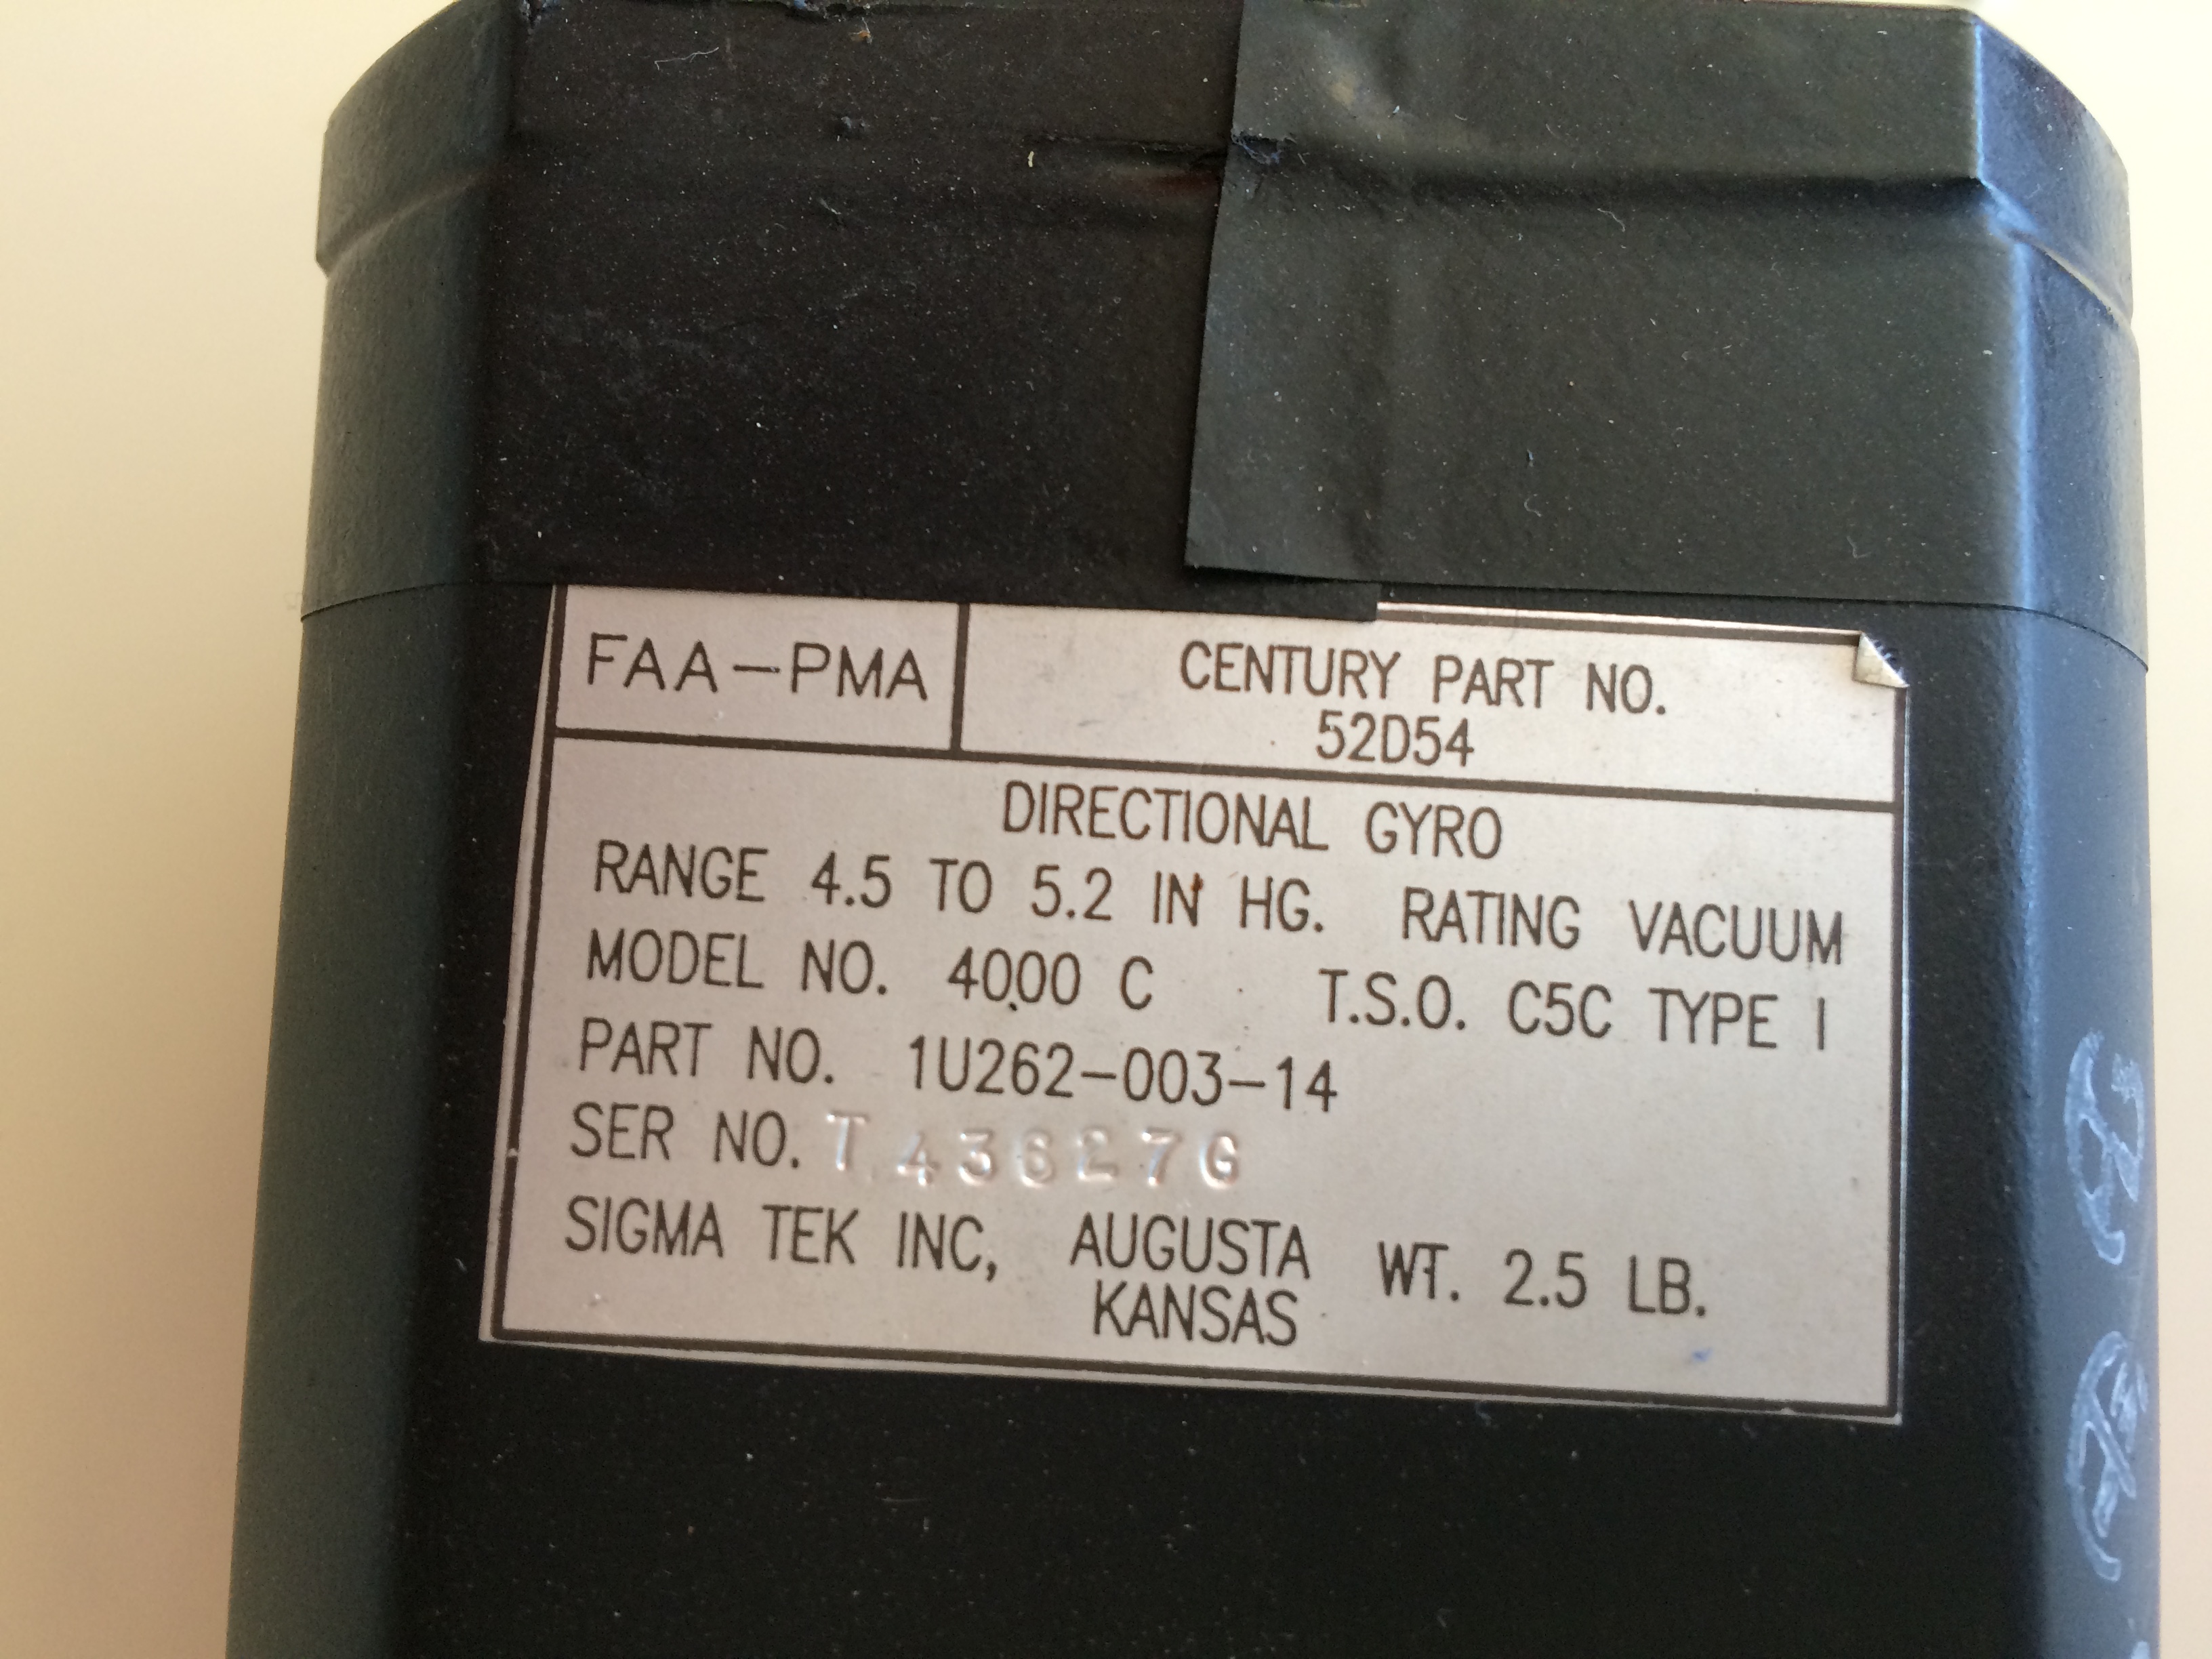 FAA-PMA
CENTURY PART NO.
52D54
DIRECTIONAL GYRO
RANGE 4.5 TO 5.2 IN HG. RATING VACUUM
MODEL NO. 4000 C T.S.O. C5C TYPE I
PART NO. 1U262-003-14
SER NO. T43627G
SIGMA TEK INC, AUGUSTA WT. 2.5 LB.
KANSAS